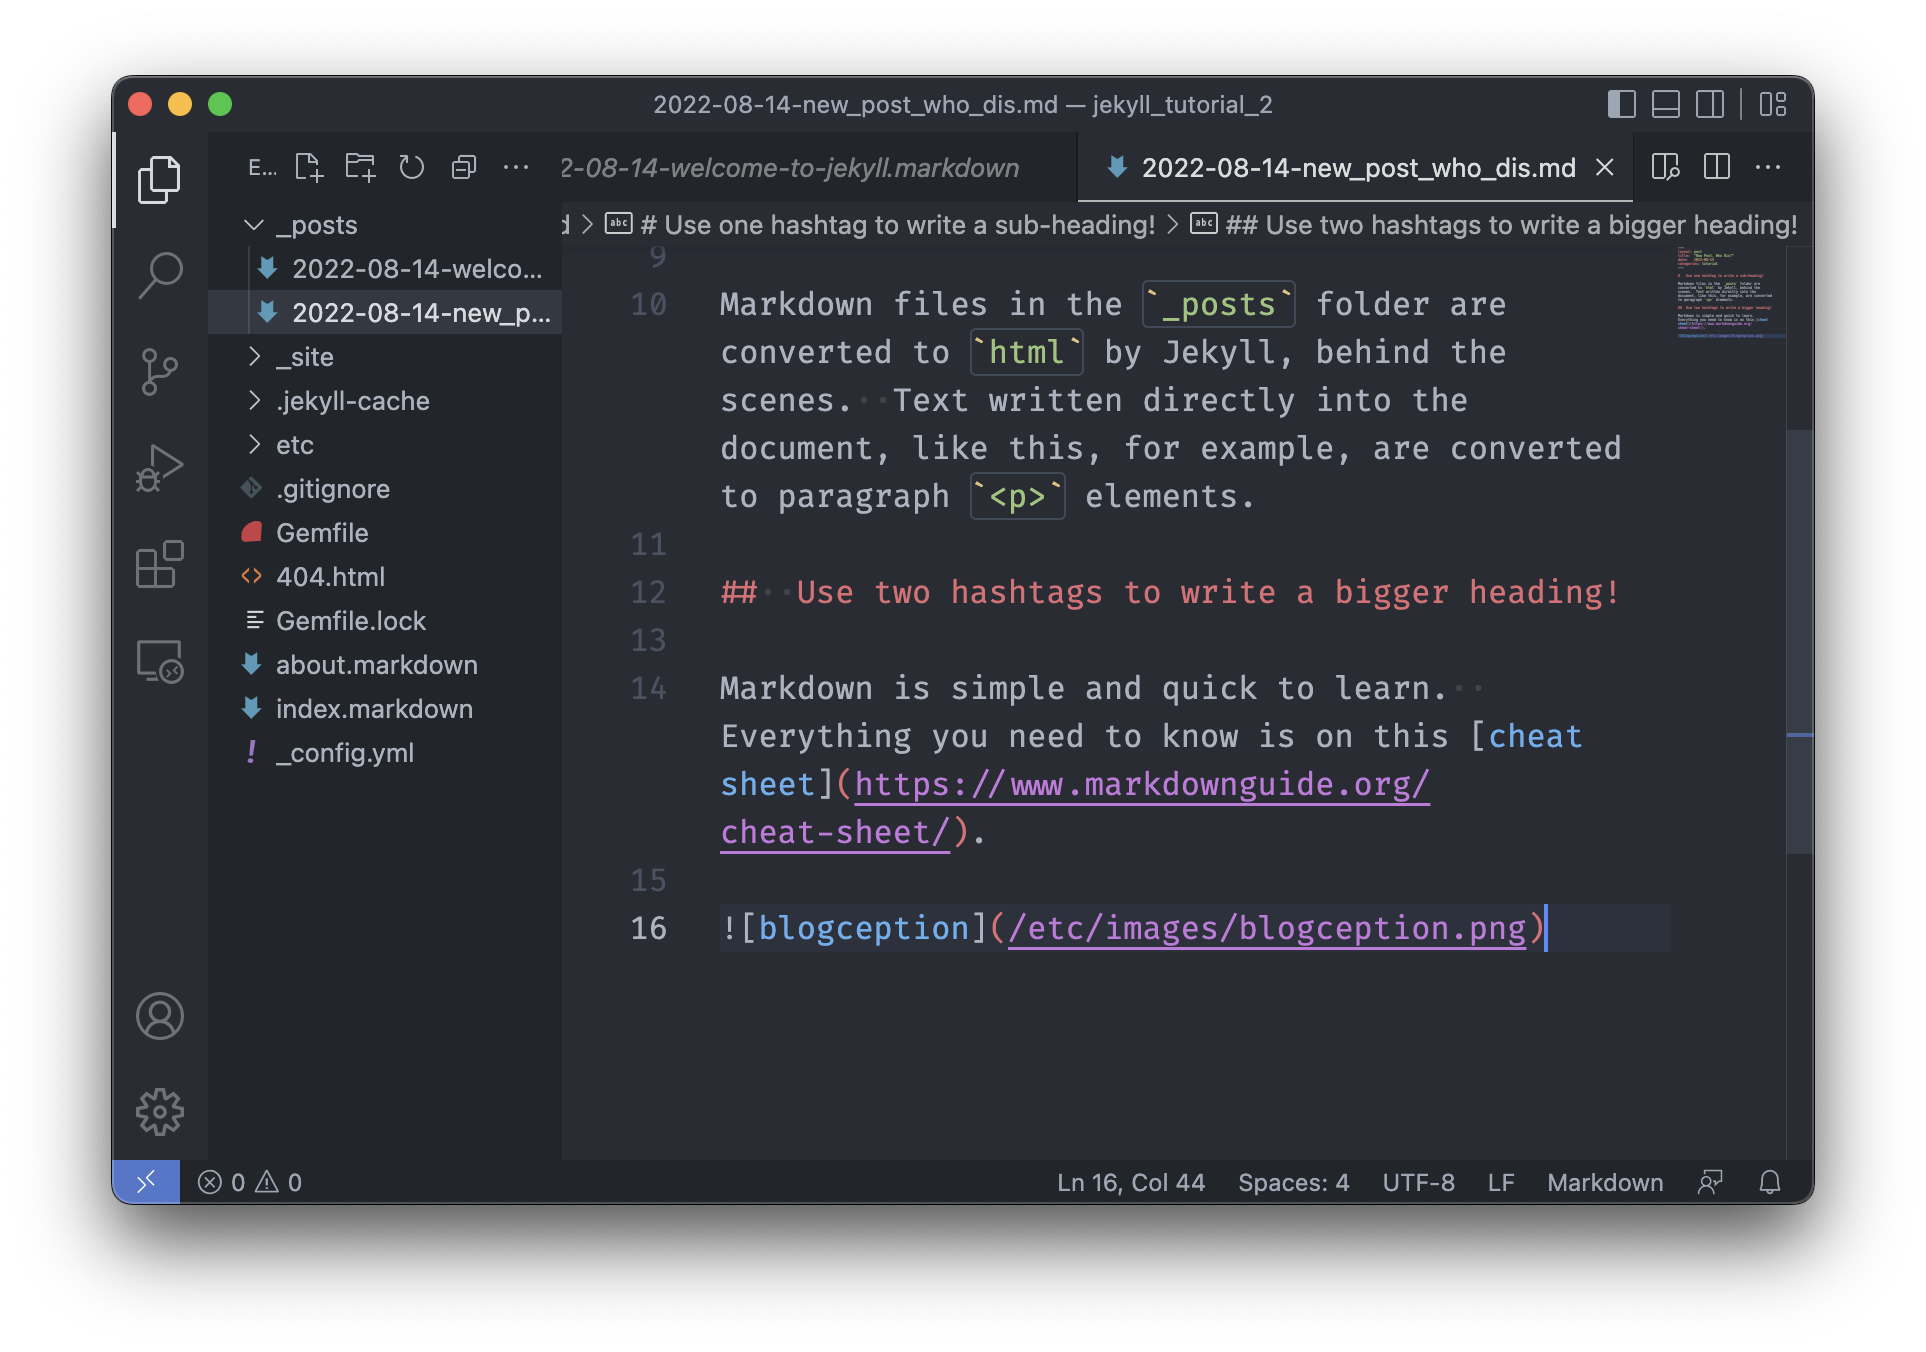 2022-08-14-new_post_who_dis.md — jekyll_tutorial_2
E...
2-08-14-welcome-to-jekyll.markdown
2022-08-14-new_post_who_dis.md
d > # Use one hashtag to write a sub-heading! > ## Use two hashtags to write a bigger heading!
_posts
2022-08-14-welco...
2022-08-14-new_p...
_site
.jekyll-cache
etc
.gitignore
Gemfile
404.html
Gemfile.lock
about.markdown
index.markdown
_config.yml
9
10 Markdown files in the `_posts` folder are
converted to `html` by Jekyll, behind the
scenes. Text written directly into the
document, like this, for example, are converted
to paragraph `<p>` elements.
11
12 ## Use two hashtags to write a bigger heading!
13
14 Markdown is simple and quick to learn.
Everything you need to know is on this [cheat
sheet](https://www.markdownguide.org/
cheat-sheet/).
15
16 ![blogception](/etc/images/blogception.png)
0 0
Ln 16, Col 44 Spaces: 4 UTF-8 LF Markdown